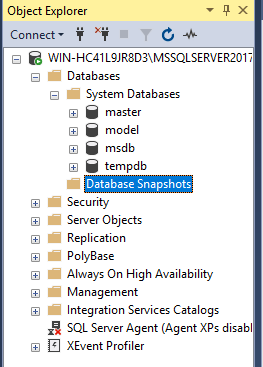 Object Explorer
Connect
WIN-HC41L9JR8D3\MSSQLSERVER2017
Databases
System Databases
master
model
msdb
tempdb
Database Snapshots
Security
Server Objects
Replication
PolyBase
Always On High Availability
Management
Integration Services Catalogs
SQL Server Agent (Agent XPs disabl
XEvent Profiler